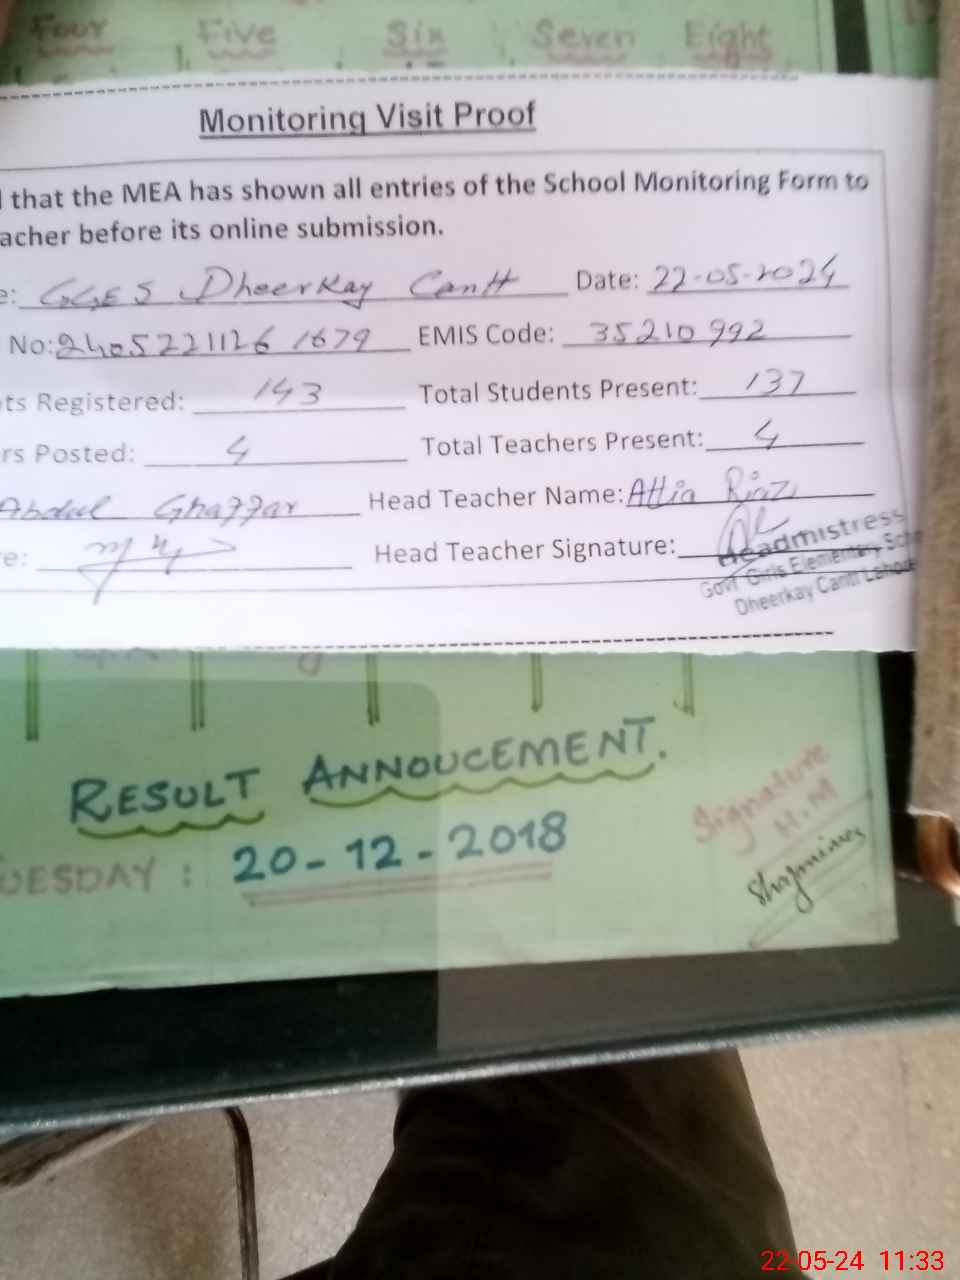 Four Five Six Seven Eight
Monitoring Visit Proof
that the MEA has shown all entries of the School Monitoring Form to
acher before its online submission.
e: GGES Dheerkay Cantt Date: 22-05-2024
No: 24052211261679 EMIS Code: 35210992
ts Registered: 143 Total Students Present: 137
rs Posted: 4 Total Teachers Present: 4
Abdul Ghaffar Head Teacher Name: Attia Riaz
e: Head Teacher Signature:
Headmistress
Govt Girls Elementary Sch
Dheerkay Cantt Lahore
RESULT ANNOUCEMENT.
UESDAY : 20-12-2018
Signature
H.M
22-05-24 11:33